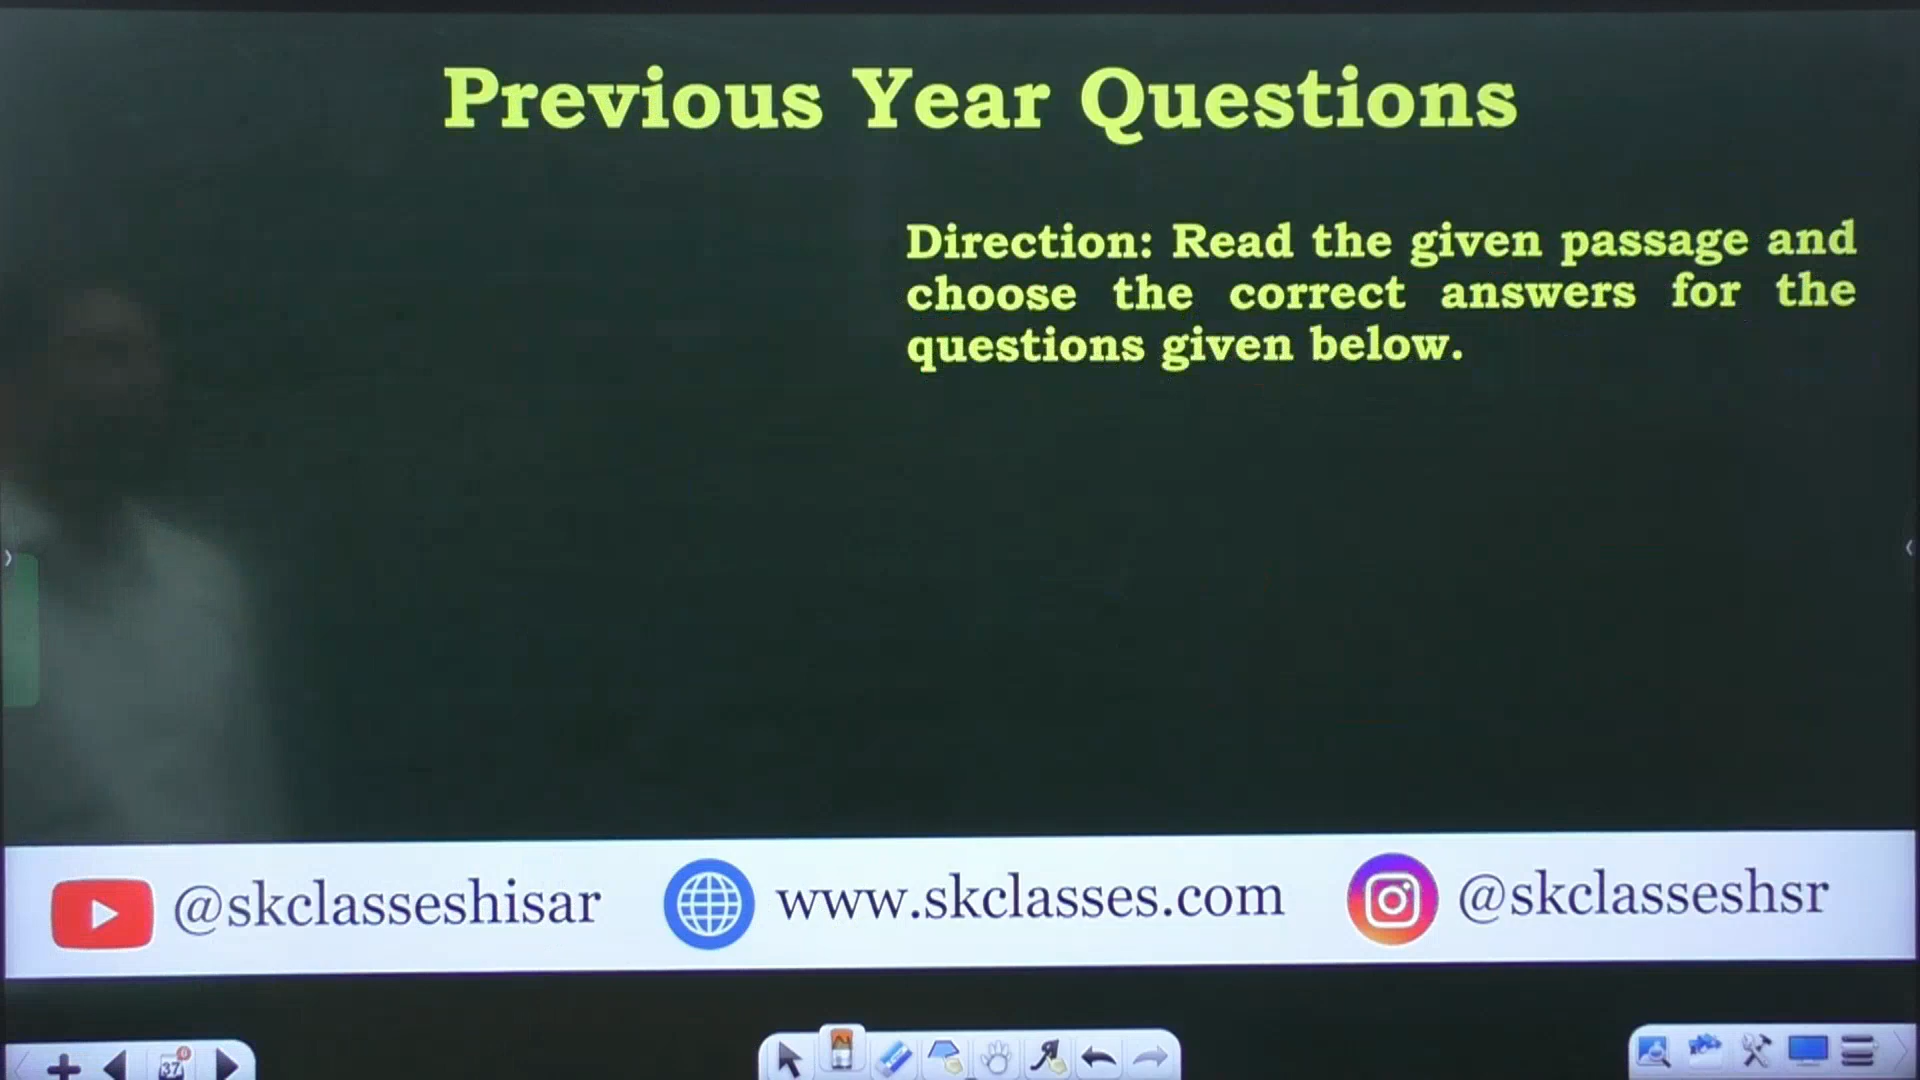 Previous Year Questions
Direction: Read the given passage and
choose the correct answers for the
questions given below.
@skclasseshisar www.skclasses.com @skclasseshsr
37